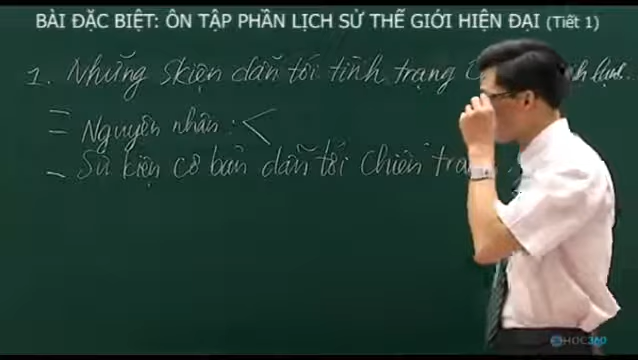 BÀI ĐẶC BIỆT: ÔN TẬP PHẦN LỊCH SỬ THẾ GIỚI HIỆN ĐẠI (Tiết 1)
1. Những skiện dẫn tới tình trạng
= Nguyên nhân: <
- Sự kiện cơ bản dẫn tới chiến
HOC360